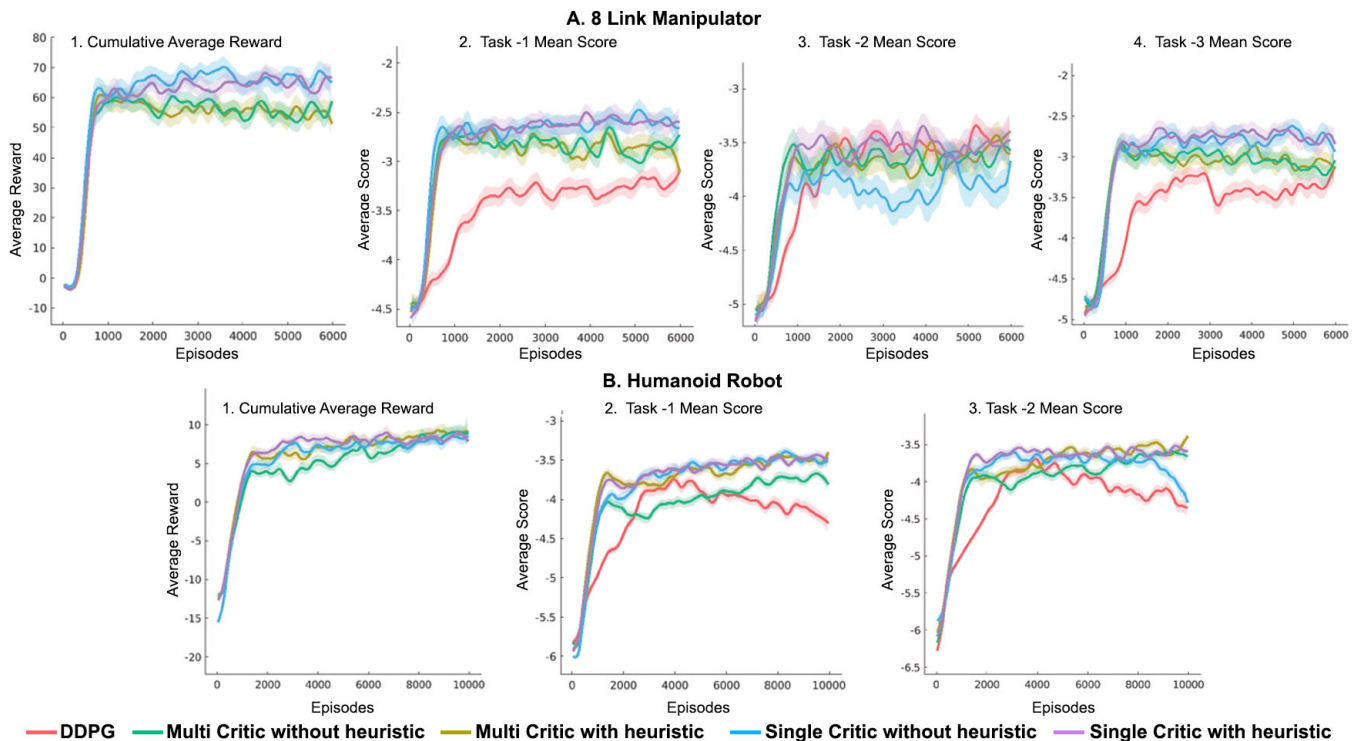 A. 8 Link Manipulator
1. Cumulative Average Reward
2. Task -1 Mean Score
3. Task -2 Mean Score
4. Task -3 Mean Score
Average Reward
80
70
60
50
40
30
20
10
0
-10
0 1000 2000 3000 4000 5000 6000
Episodes
Average Score
-2
-2.5
-3
-3.5
-4
-4.5
0 1000 2000 3000 4000 5000 6000
Episodes
Average Score
-3
-3.5
-4
-4.5
-5
0 1000 2000 3000 4000 5000 6000
Episodes
Average Score
-2
-2.5
-3
-3.5
-4
-4.5
-5
0 1000 2000 3000 4000 5000 6000
Episodes
B. Humanoid Robot
1. Cumulative Average Reward
2. Task -1 Mean Score
3. Task -2 Mean Score
Average Reward
10
5
0
-5
-10
-15
-20
0 2000 4000 6000 8000 10000
Episodes
Average Score
-3
-3.5
-4
-4.5
-5
-5.5
-6
0 2000 4000 6000 8000 10000
Episodes
Average Score
-3.5
-4
-4.5
-5
-5.5
-6
-6.5
0 2000 4000 6000 8000 10000
Episodes
DDPG Multi Critic without heuristic Multi Critic with heuristic Single Critic without heuristic Single Critic with heuristic